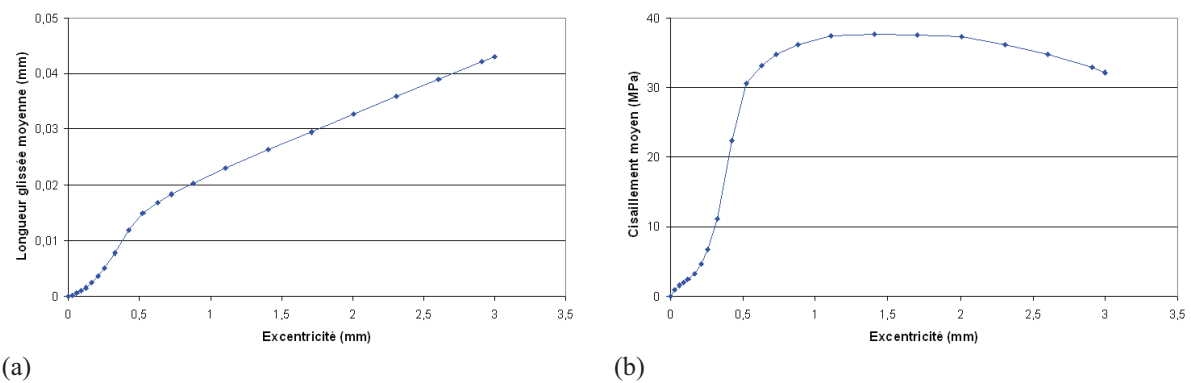 0,05
0,04
0,03
0,02
0,01
0
Longueur glissée moyenne (mm)
0 0,5 1 1,5 2 2,5 3 3,5
Excentricité (mm)
(a)
40
30
20
10
0
Cisaillement moyen (MPa)
0 0,5 1 1,5 2 2,5 3 3,5
Excentricité (mm)
(b)